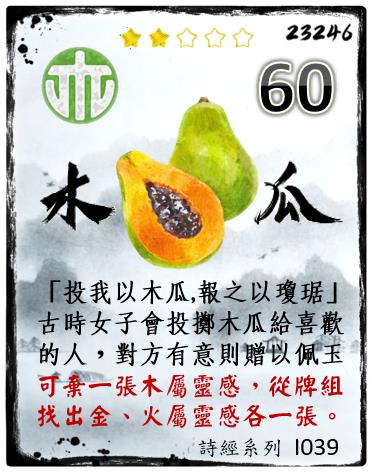 23246
木
60
木瓜
「投我以木瓜,報之以瓊琚」
古時女子會投擲木瓜給喜歡
的人，對方有意則贈以佩玉
可棄一張木屬靈感，從牌組
找出金、火屬靈感各一張。
詩經系列 I039